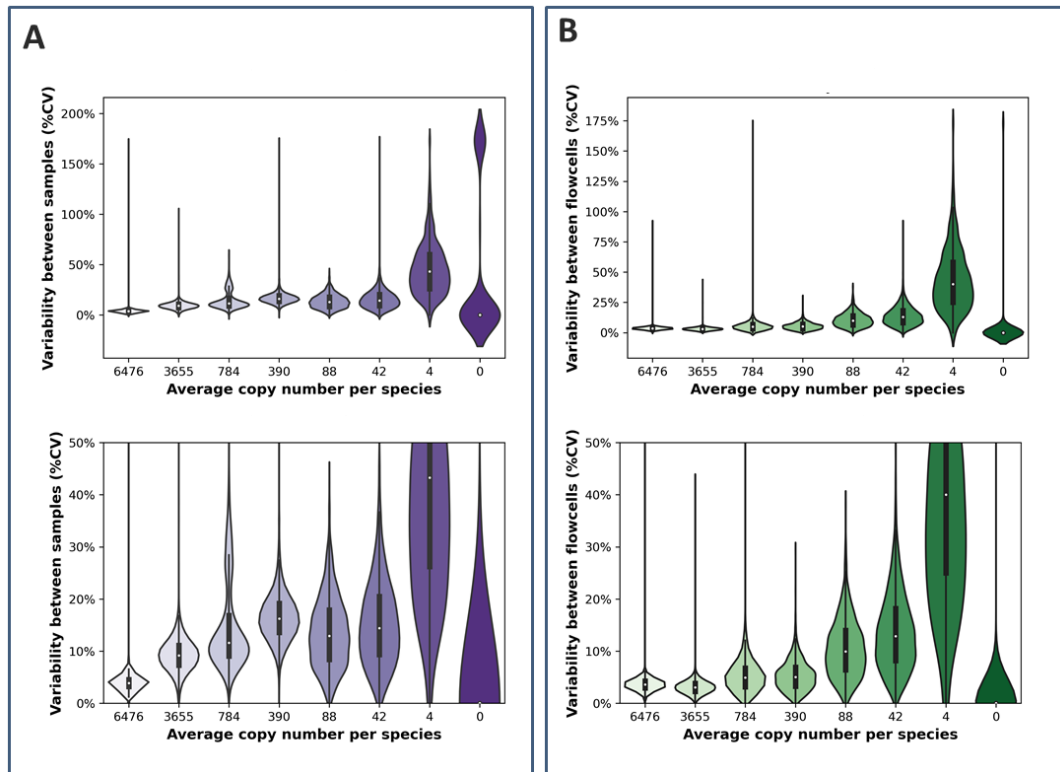 A
Variability between samples (%CV)
200%
150%
100%
50%
0%
6476 3655 784 390 88 42 4 0
Average copy number per species
Variability between samples (%CV)
50%
40%
30%
20%
10%
0%
6476 3655 784 390 88 42 4 0
Average copy number per species
B
Variability between flowcells (%CV)
175%
150%
125%
100%
75%
50%
25%
0%
6476 3655 784 390 88 42 4 0
Average copy number per species
Variability between flowcells (%CV)
50%
40%
30%
20%
10%
0%
6476 3655 784 390 88 42 4 0
Average copy number per species